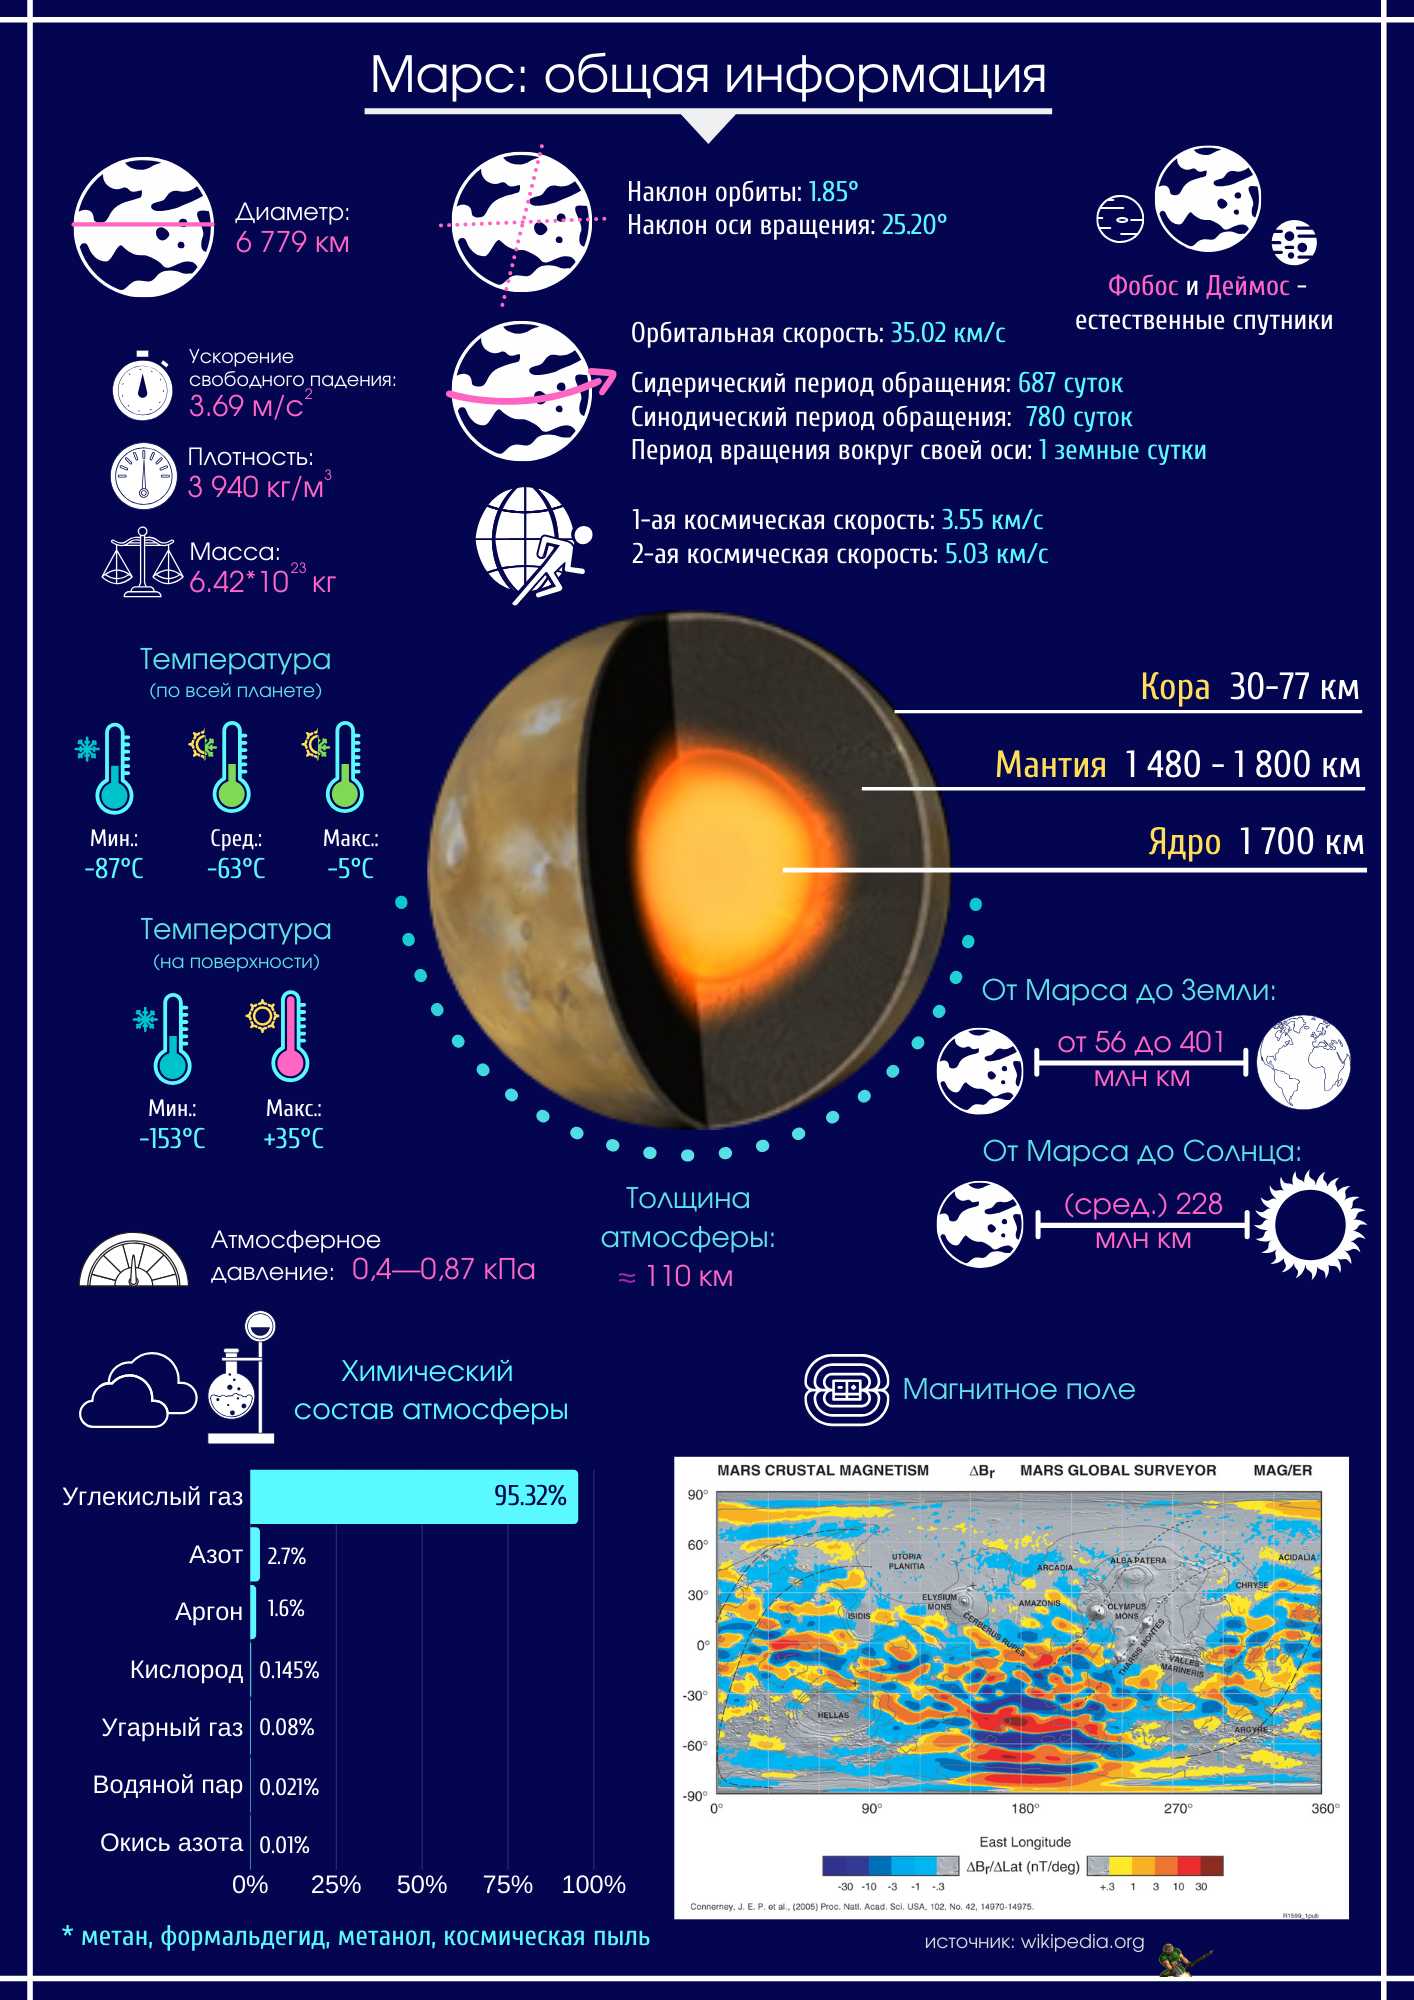 Марс: общая информация
Диаметр:
6 779 км
Наклон орбиты: 1.85°
Наклон оси вращения: 25.20°
Фобос и Деймос -
естественные спутники
Ускорение
свободного падения:
3.69 м/с²
Плотность:
3 940 кг/м³
Масса:
6.42*10²³ кг
Орбитальная скорость: 35.02 км/с
Сидерический период обращения: 687 суток
Синодический период обращения: 780 суток
Период вращения вокруг своей оси: 1 земные сутки
1-ая космическая скорость: 3.55 км/с
2-ая космическая скорость: 5.03 км/с
Температура
(по всей планете)
Мин.: Сред.: Макс.:
-87°C -63°C -5°C
Температура
(на поверхности)
Мин.: Макс.:
-153°C +35°C
Кора 30-77 км
Мантия 1 480 - 1 800 км
Ядро 1 700 км
От Марса до Земли:
от 56 до 401
млн км
От Марса до Солнца:
(сред.) 228
млн км
Толщина
атмосферы:
≈ 110 км
Атмосферное
давление: 0,4—0,87 кПа
Химический
состав атмосферы
Углекислый газ 95.32%
Азот 2.7%
Аргон 1.6%
Кислород 0.145%
Угарный газ 0.08%
Водяной пар 0.021%
Окись азота 0.01%
0% 25% 50% 75% 100%
* метан, формальдегид, метанол, космическая пыль
Магнитное поле
MARS CRUSTAL MAGNETISM ΔBr MARS GLOBAL SURVEYOR MAG/ER
90°
60°
30°
0°
-30°
-60°
-90°
UTOPIA
PLANITIA
ARCADIA
ALBA PATERA
ACIDALIA
CHRYSE
ELYSIUM
MONS
AMAZONIS
OLYMPUS
MONS
ISIDIS
CERBERUS RUPES
THARSIS MONTES
VALLES
MARINERIS
HELLAS
ARGYRE
0° 90° 180° 270° 360°
East Longitude
ΔBr/ΔLat (nT/deg)
-30 -10 -3 -1 -.3 +.3 1 3 10 30
Connerney, J. E. P. et al., (2005) Proc. Natl. Acad. Sci. USA, 102, No. 42, 14970-14975.
R1599_1pub
источник: wikipedia.org